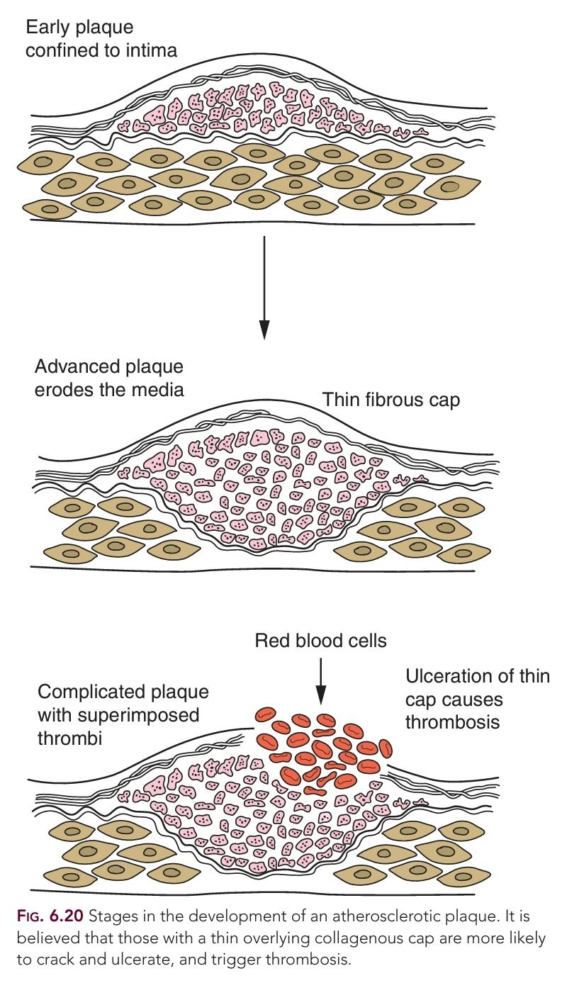 Early plaque
confined to intima
Advanced plaque
erodes the media
Thin fibrous cap
Red blood cells
Complicated plaque
with superimposed
thrombi
Ulceration of thin
cap causes
thrombosis
FIG. 6.20 Stages in the development of an atherosclerotic plaque. It is
believed that those with a thin overlying collagenous cap are more likely
to crack and ulcerate, and trigger thrombosis.